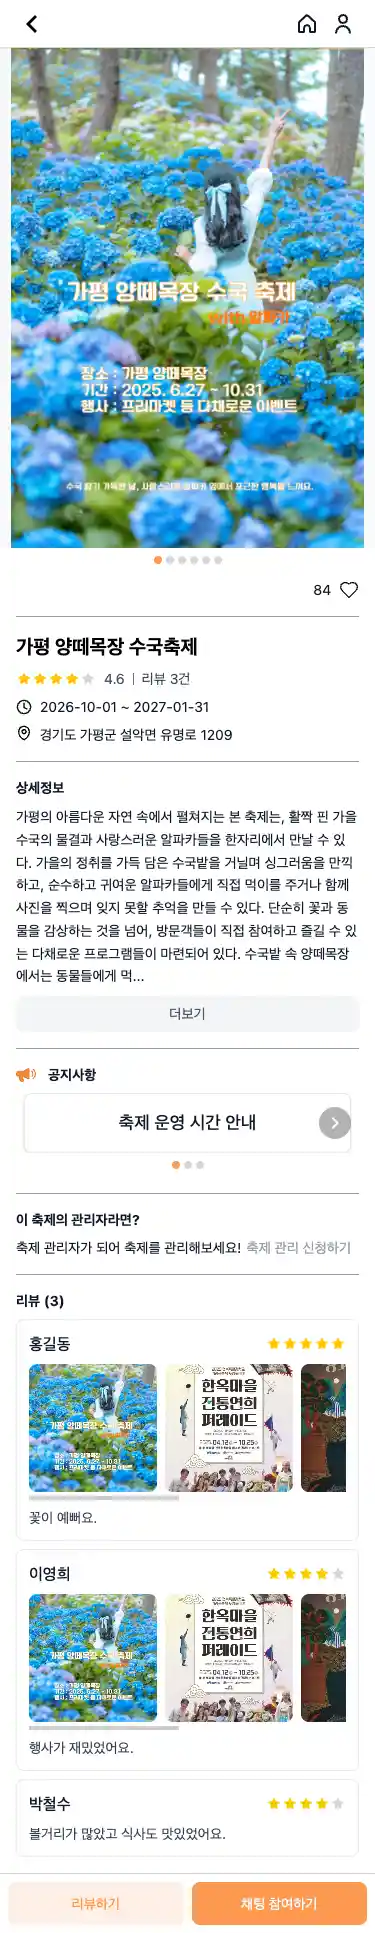 가평 양떼목장 수국 축제
장소 : 가평 양떼목장
기간 : 2025. 6.27 ~ 10.31
행사 : 프리마켓 등 다채로운 이벤트
84
가평 양떼목장 수국축제
4.6 | 리뷰 3건
2026-10-01 ~ 2027-01-31
경기도 가평군 설악면 유명로 1209
상세정보
가평의 아름다운 자연 속에서 펼쳐지는 본 축제는, 활짝 핀 가을
수국의 물결과 사랑스러운 알파카들을 한자리에서 만날 수 있
다. 가을의 정취를 가득 담은 수국밭을 거닐며 싱그러움을 만끽
하고, 순수하고 귀여운 알파카들에게 직접 먹이를 주거나 함께
사진을 찍으며 잊지 못할 추억을 만들 수 있다. 단순히 꽃과 동
물을 감상하는 것을 넘어, 방문객들이 직접 참여하고 즐길 수 있
는 다채로운 프로그램들이 마련되어 있다. 수국밭 속 양떼목장
에서는 동물들에게 먹...
더보기
공지사항
축제 운영 시간 안내
이 축제의 관리자라면?
축제 관리자가 되어 축제를 관리해보세요! 축제 관리 신청하기
리뷰 (3)
홍길동
가평 양떼목장 수국 축제
한옥마을
전통연희
퍼레이드
꽃이 예뻐요.
이영희
가평 양떼목장 수국 축제
한옥마을
전통연희
퍼레이드
행사가 재밌었어요.
박철수
볼거리가 많았고 식사도 맛있었어요.
리뷰하기
채팅 참여하기